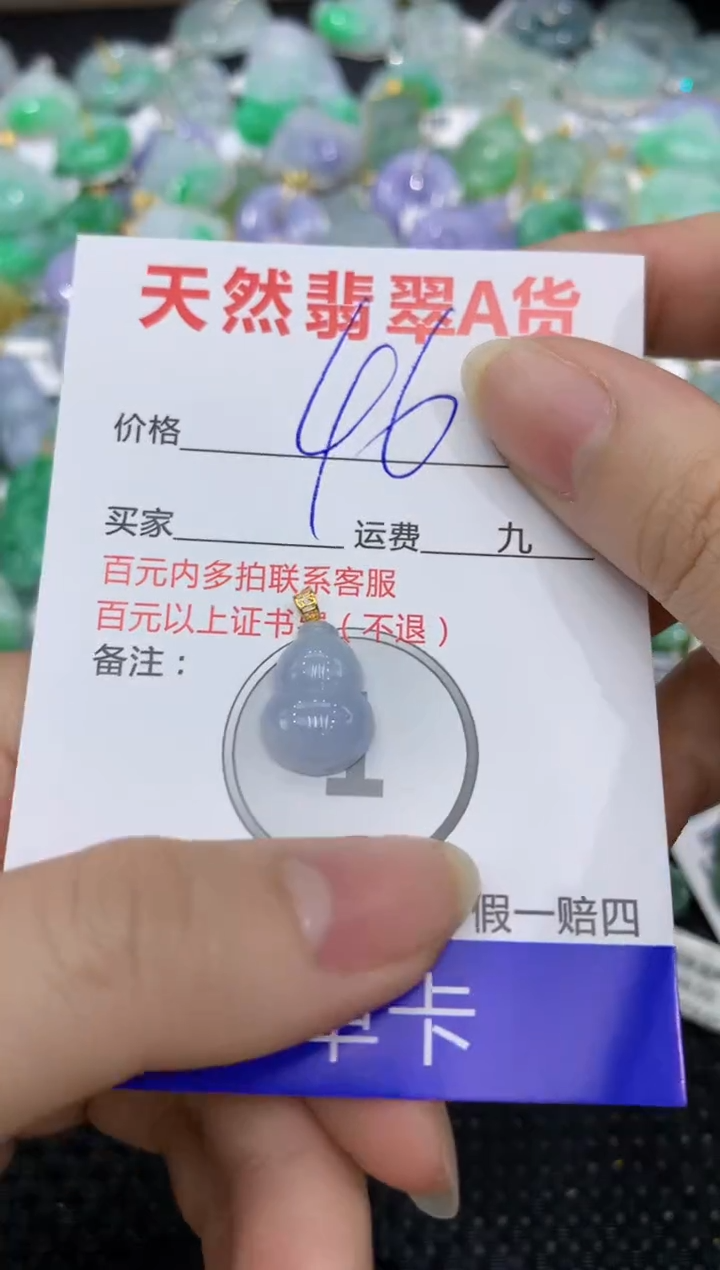 天然翡翠A货
价格 46
买家 运费 九
百元内多拍联系客服
百元以上证书 (不退)
备注：
1
假一赔四
单卡